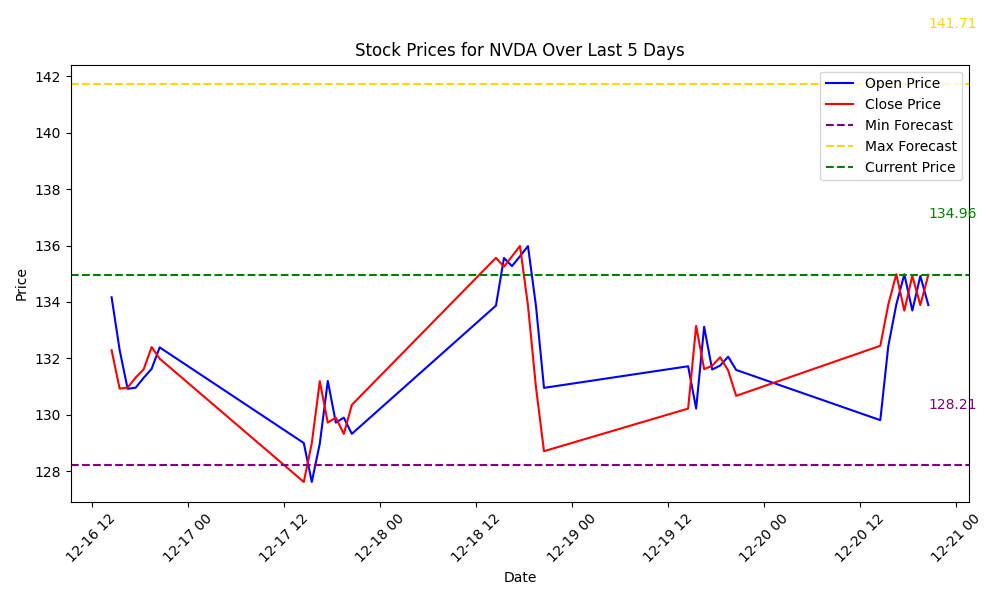 141.71
Stock Prices for NVDA Over Last 5 Days
Open Price
Close Price
Min Forecast
Max Forecast
Current Price
134.96
128.21
142
140
138
136
134
132
130
128
Price
12-16 12
12-17 00
12-17 12
12-18 00
12-18 12
12-19 00
12-19 12
12-20 00
12-20 12
12-21 00
Date